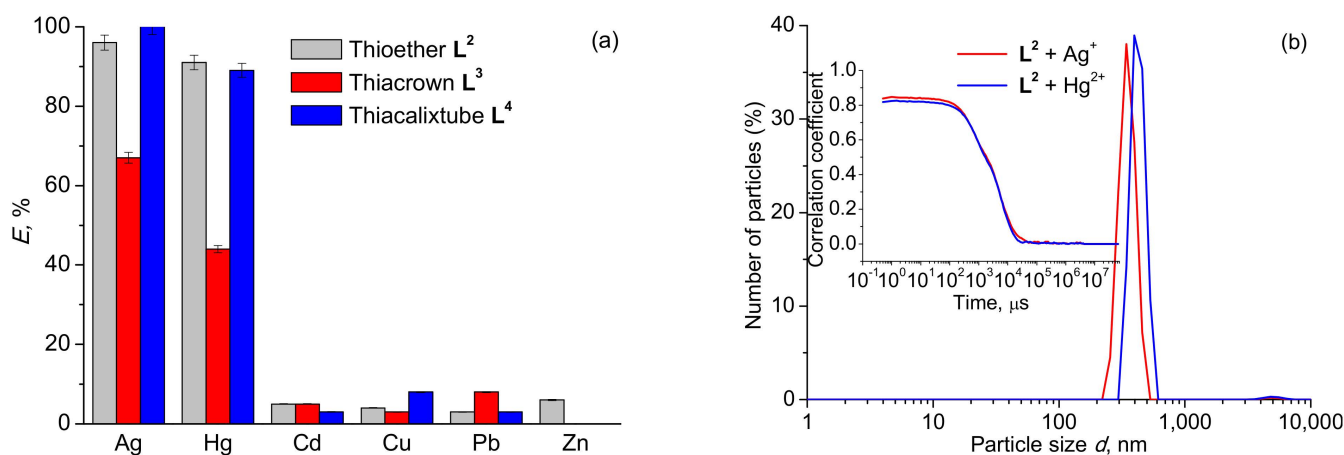 (a)
Thioether L²
Thiacrown L³
Thiacalixtube L⁴
100
80
60
40
20
0
E, %
Ag Hg Cd Cu Pb Zn
(b)
L² + Ag⁺
L² + Hg²⁺
40
30
20
10
0
Number of particles (%)
1 10 100 1,000 10,000
Particle size d, nm
1.0
0.8
0.6
0.4
0.2
0.0
Correlation coefficient
10⁻¹ 10⁰ 10¹ 10² 10³ 10⁴ 10⁵ 10⁶ 10⁷
Time, μs